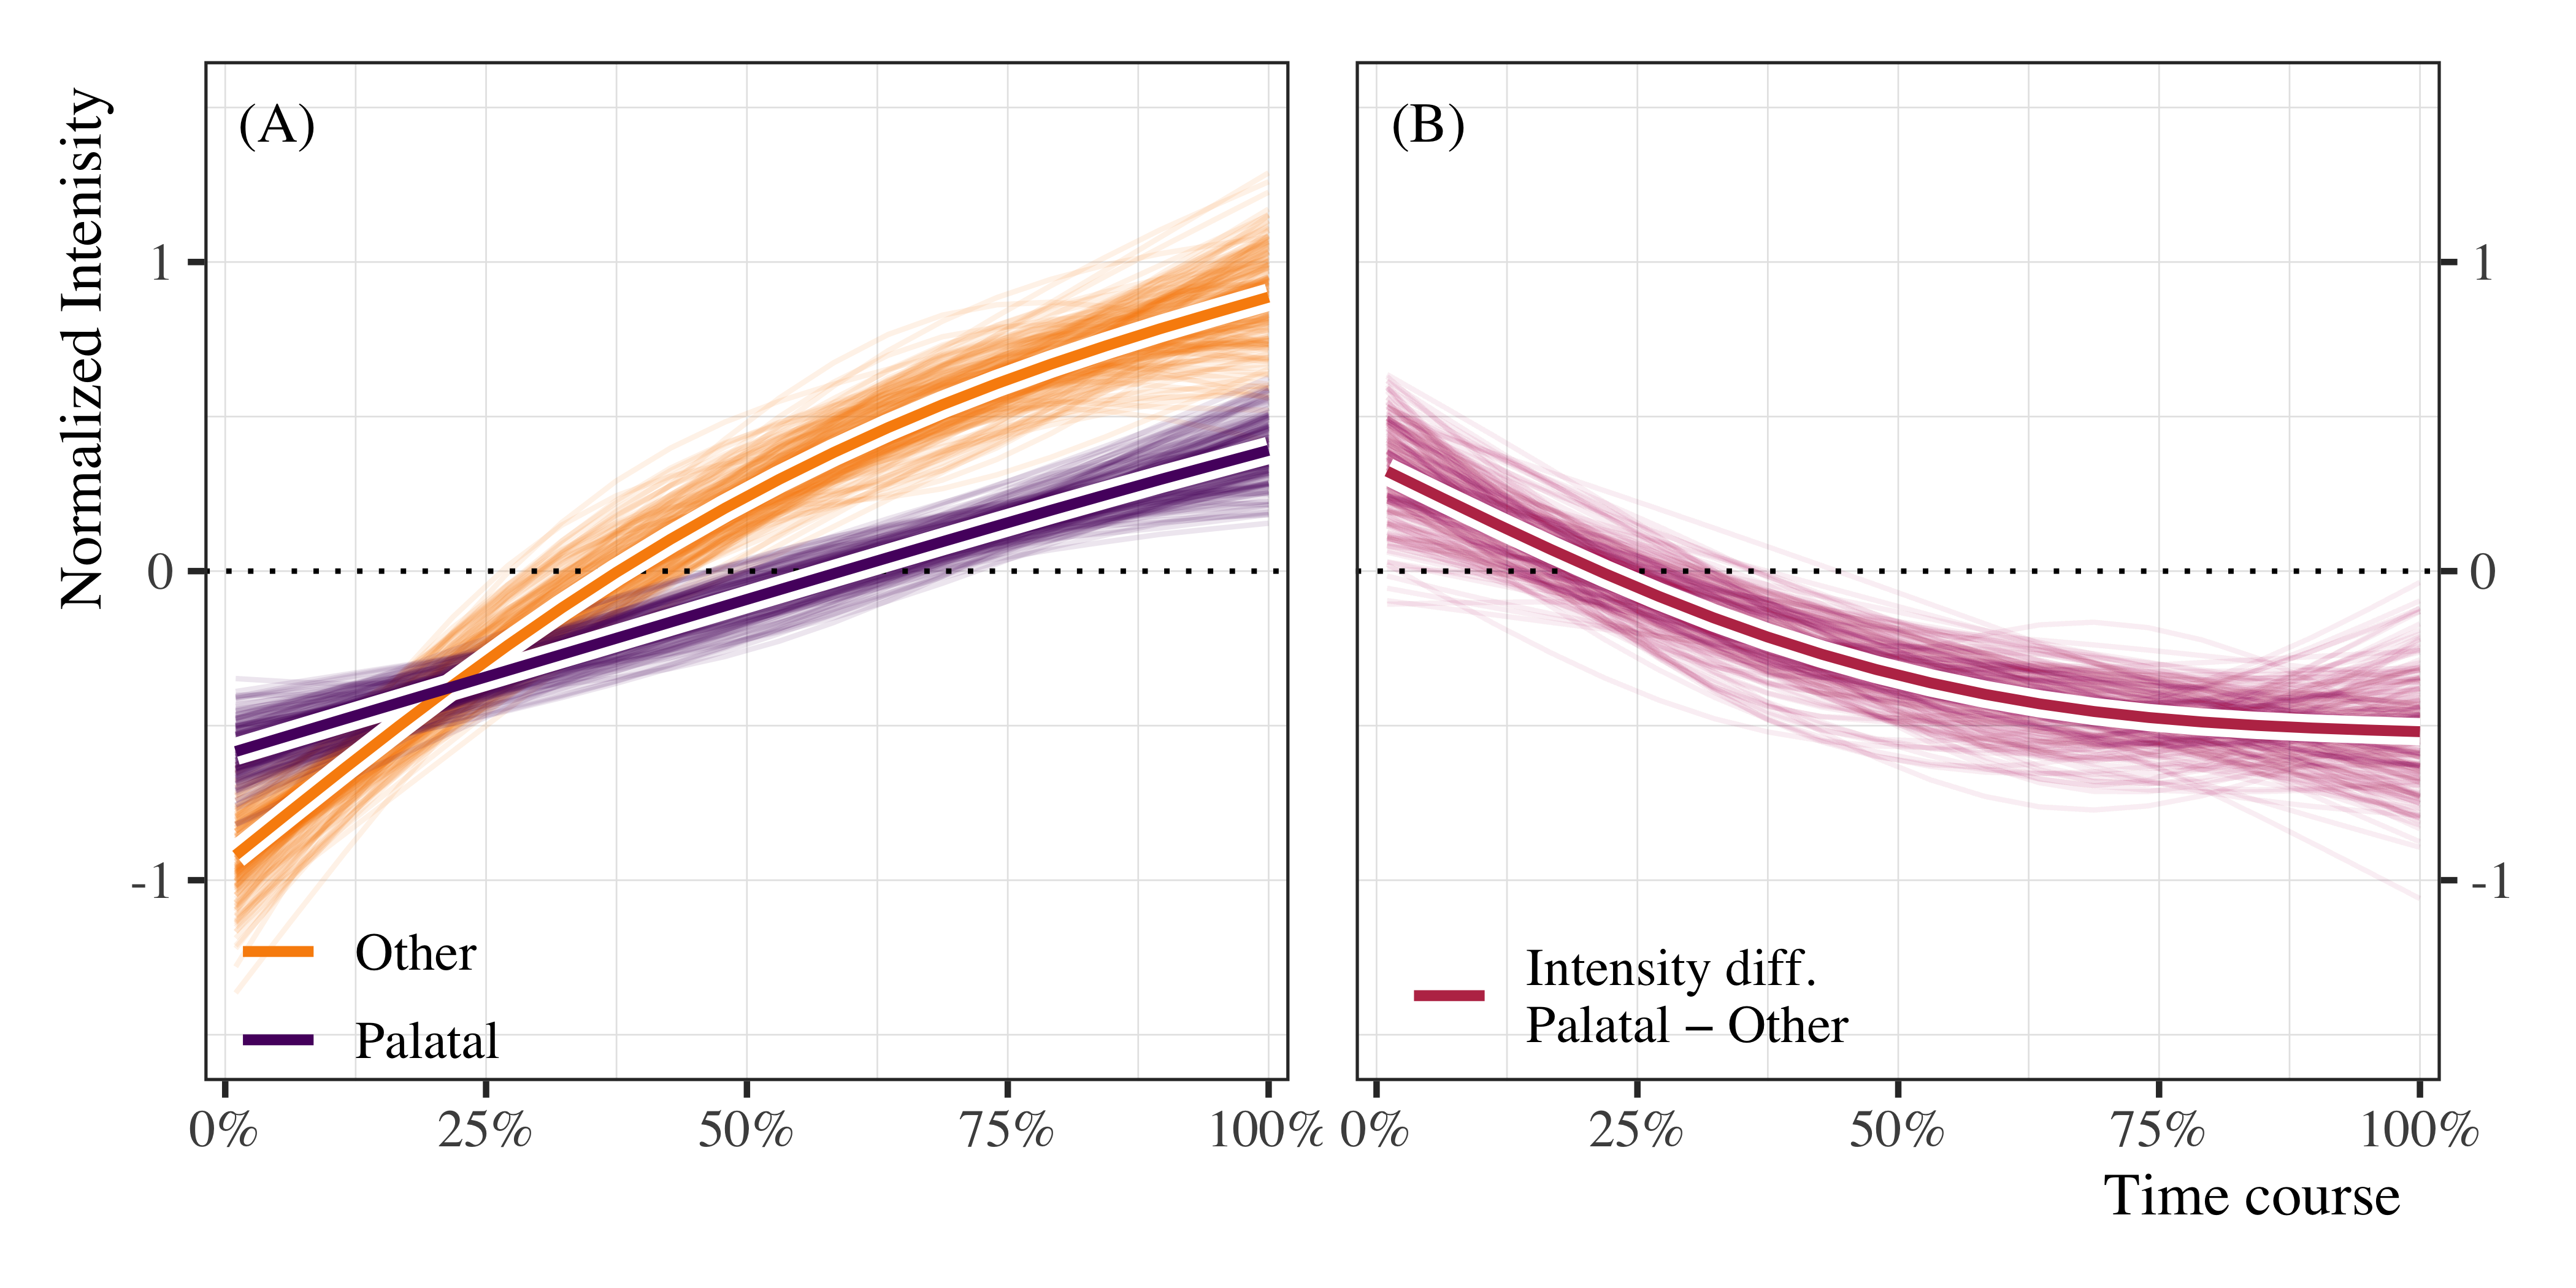 Normalized Intenisity
(A)
1
0
-1
Other
Palatal
0%
25%
50%
75%
100%
(B)
1
0
-1
Intensity diff.
Palatal – Other
0%
25%
50%
75%
100%
Time course